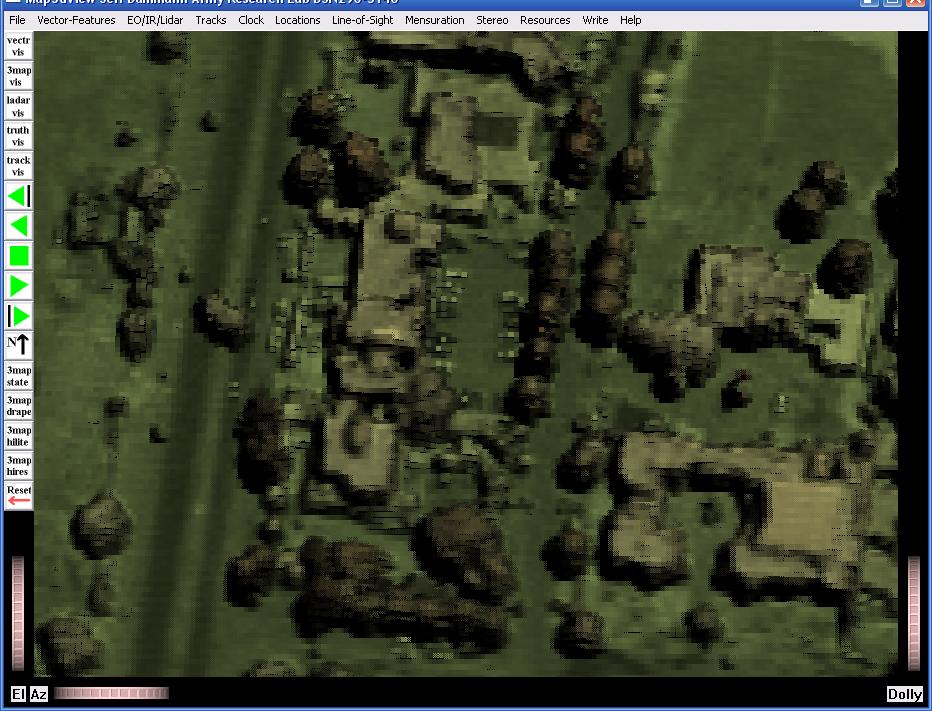 File Vector-Features EO/IR/Lidar Tracks Clock Locations Line-of-Sight Mensuration Stereo Resources Write Help
vectr
vis
3map
vis
ladar
vis
truth
vis
track
vis
N
3map
state
3map
drape
3map
hilite
3map
hires
Reset
El Az
Dolly